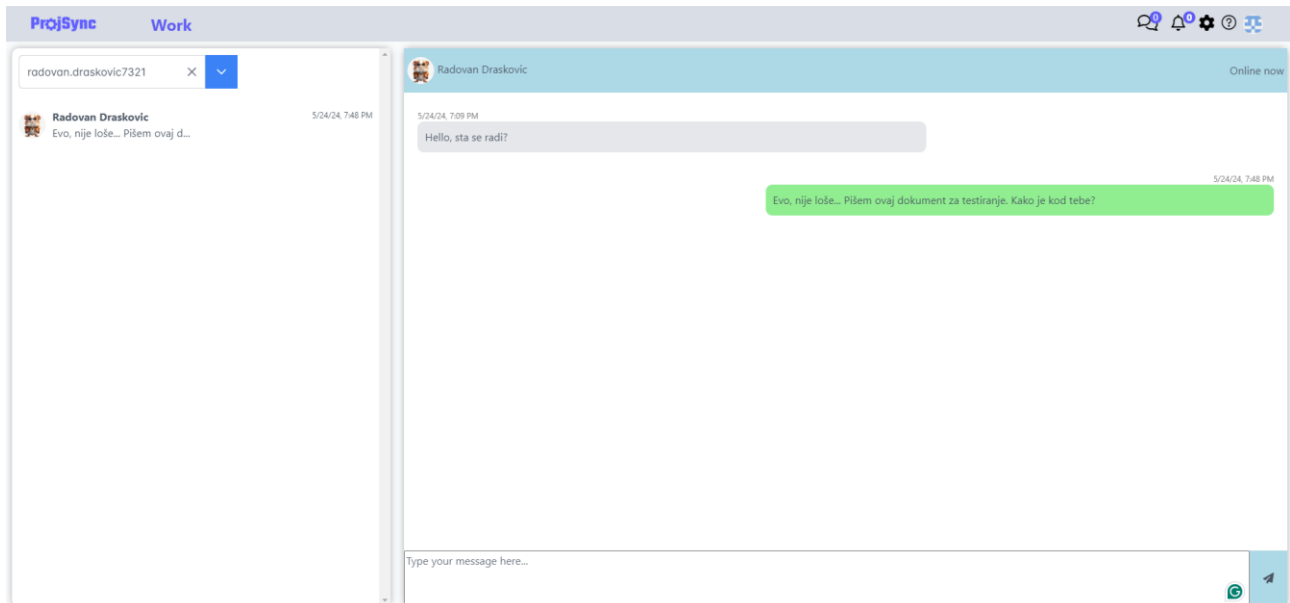 ProjSync
Work
0
0
radovan.draskovic7321
Radovan Draskovic
5/24/24, 7:48 PM
Evo, nije loše... Pišem ovaj d...
Radovan Draskovic
Online now
5/24/24, 7:09 PM
Hello, sta se radi?
5/24/24, 7:48 PM
Evo, nije loše... Pišem ovaj dokument za testiranje. Kako je kod tebe?
Type your message here...